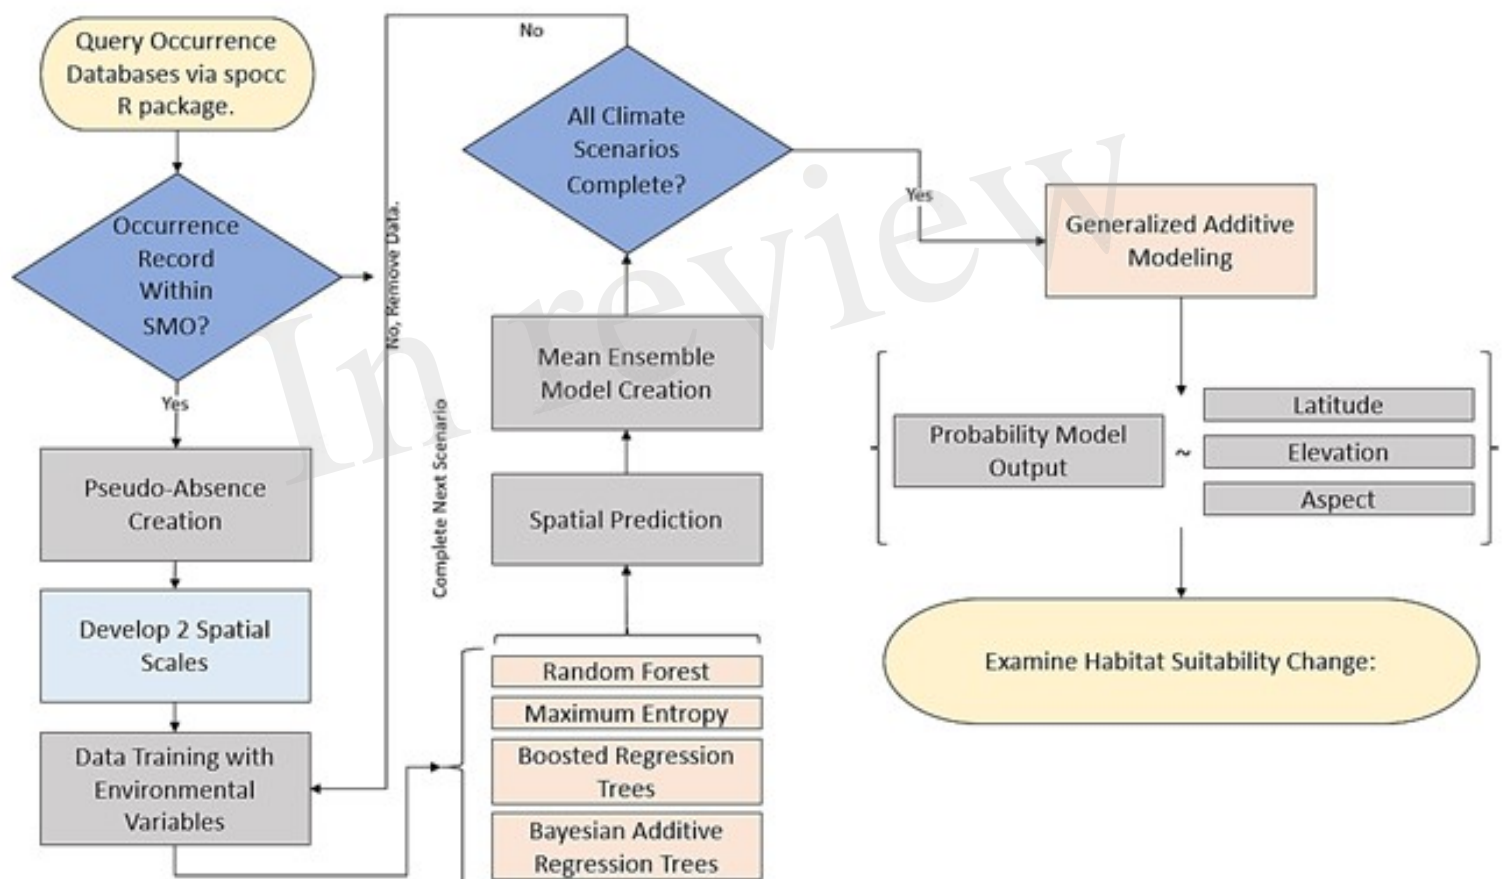 Query Occurrence
Databases via spocc
R package.
Occurrence
Record
Within
SMO?
No, Remove Data.
Yes
Pseudo-Absence
Creation
Develop 2 Spatial
Scales
Data Training with
Environmental
Variables
No
All Climate
Scenarios
Complete?
Yes
Complete Next Scenario
Mean Ensemble
Model Creation
Spatial Prediction
Random Forest
Maximum Entropy
Boosted Regression
Trees
Bayesian Additive
Regression Trees
Generalized Additive
Modeling
Probability Model
Output
~
Latitude
Elevation
Aspect
Examine Habitat Suitability Change:
In review